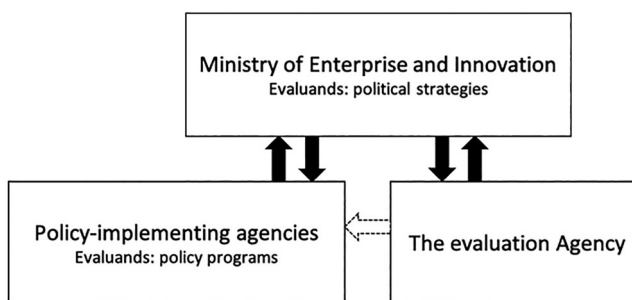 Ministry of Enterprise and Innovation
Evaluands: political strategies
Policy-implementing agencies
Evaluands: policy programs
The evaluation Agency